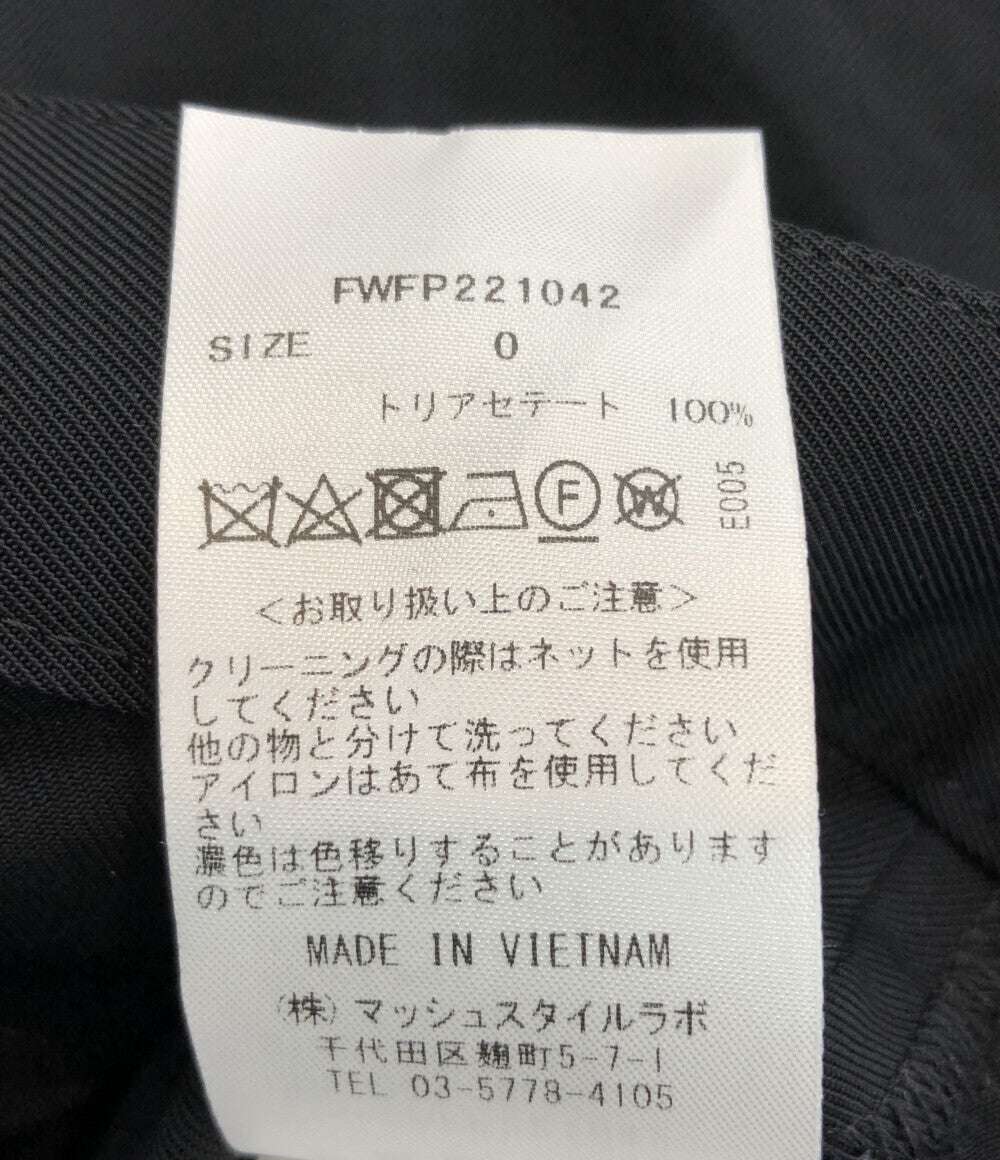 FWFP221042
SIZE 0
トリアセテート 100%
F W E005
<お取り扱い上のご注意>
クリーニングの際はネットを使用
してください
他の物と分けて洗ってください
アイロンはあて布を使用してくだ
さい
濃色は色移りすることがあります
のでご注意ください
MADE IN VIETNAM
(株)マッシュスタイルラボ
千代田区麹町5-7-1
TEL 03-5778-4105